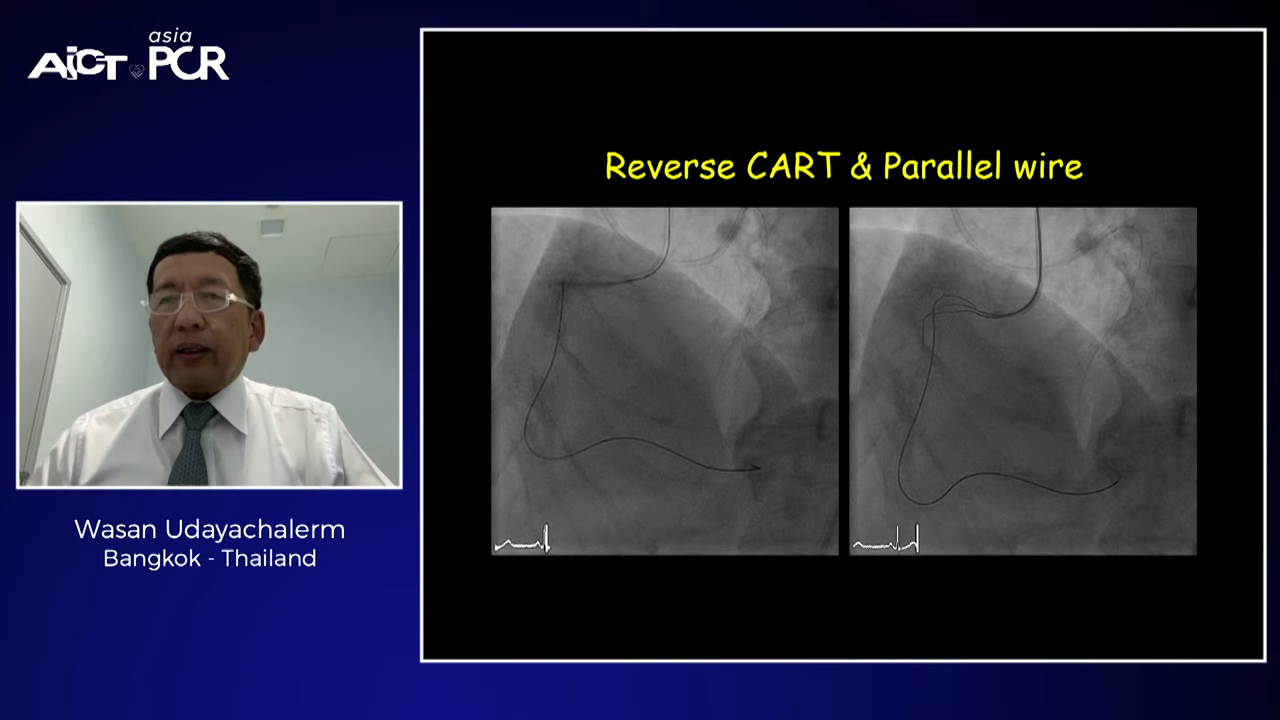 asia
AICT PCR
Reverse CART & Parallel wire
Wasan Udayachalerm
Bangkok - Thailand